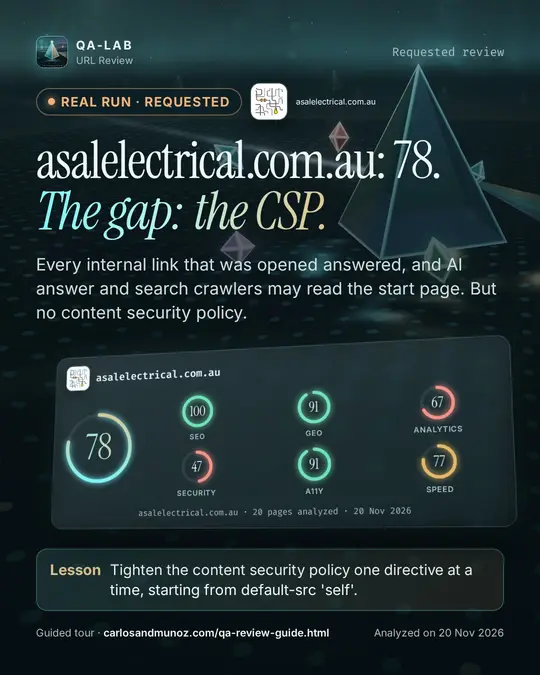 QA-LAB
URL Review
Requested review
REAL RUN · REQUESTED
asalelectrical.com.au
asalelectrical.com.au: 78.
The gap: the CSP.
Every internal link that was opened answered, and AI
answer and search crawlers may read the start page. But
no content security policy.
asalelectrical.com.au
78
100
SEO
91
GEO
67
ANALYTICS
47
SECURITY
91
A11Y
77
SPEED
asalelectrical.com.au · 20 pages analyzed · 20 Nov 2026
Lesson Tighten the content security policy one directive at a
time, starting from default-src 'self'.
Guided tour · carlosandmunoz.com/qa-review-guide.html
Analyzed on 20 Nov 2026